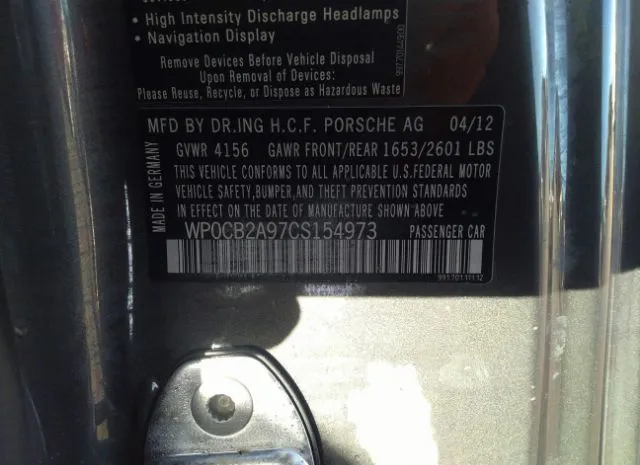 • High Intensity Discharge Headlamps
• Navigation Display
Remove Devices Before Vehicle Disposal
Upon Removal of Devices:
Please Reuse, Recycle, or Dispose as Hazardous Waste
MFD BY DR.ING H.C.F. PORSCHE AG 04/12
GVWR 4156 GAWR FRONT/REAR 1653/2601 LBS
THIS VEHICLE CONFORMS TO ALL APPLICABLE U.S.FEDERAL MOTOR
VEHICLE SAFETY,BUMPER,AND THEFT PREVENTION STANDARDS
IN EFFECT ON THE DATE OF MANUFACTURE SHOWN ABOVE.
WP0CB2A97CS154973 PASSENGER CAR
MADE IN GERMANY